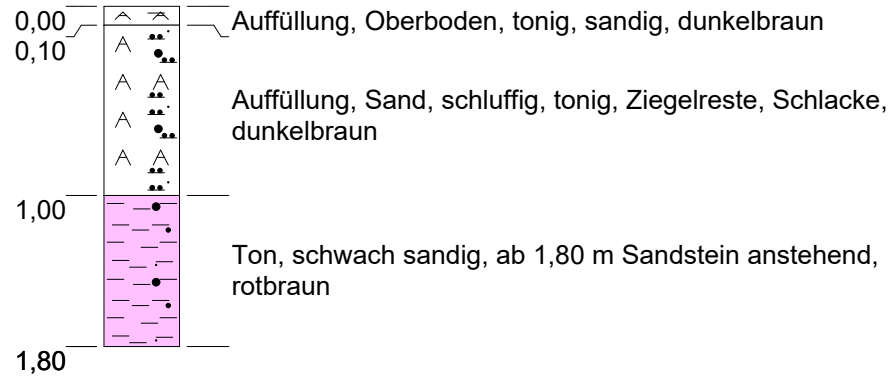 0,00
Auffüllung, Oberboden, tonig, sandig, dunkelbraun
0,10
Auffüllung, Sand, schluffig, tonig, Ziegelreste, Schlacke,
dunkelbraun
1,00
Ton, schwach sandig, ab 1,80 m Sandstein anstehend,
rotbraun
1,80